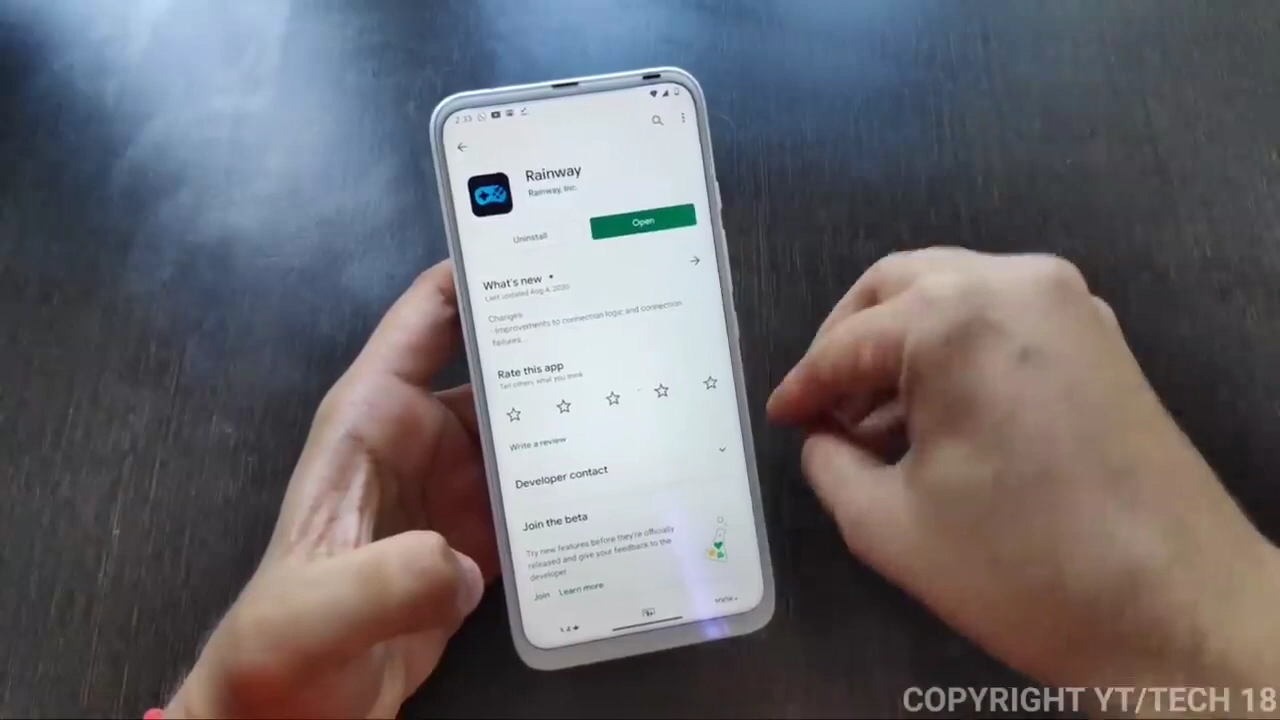 2:33
Rainway
Rainway, Inc.
Uninstall
Open
What's new •
Last updated Aug 4, 2020
Changes
- Improvements to connection logic and connection
failures...
Rate this app
Tell others what you think
Write a review
Developer contact
Join the beta
Try new features before they're officially
released and give your feedback to the
developer.
Join Learn more
COPYRIGHT YT/TECH 18